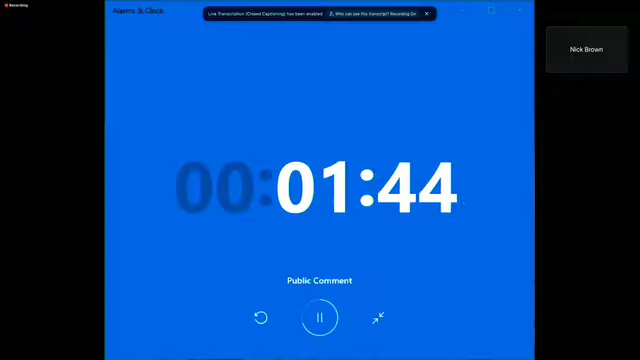 Recording
Alarms & Clock
Live Transcription (Closed Captioning) has been enabled
Who can see this transcript? Recording On
Nick Brown
00:01:44
Public Comment